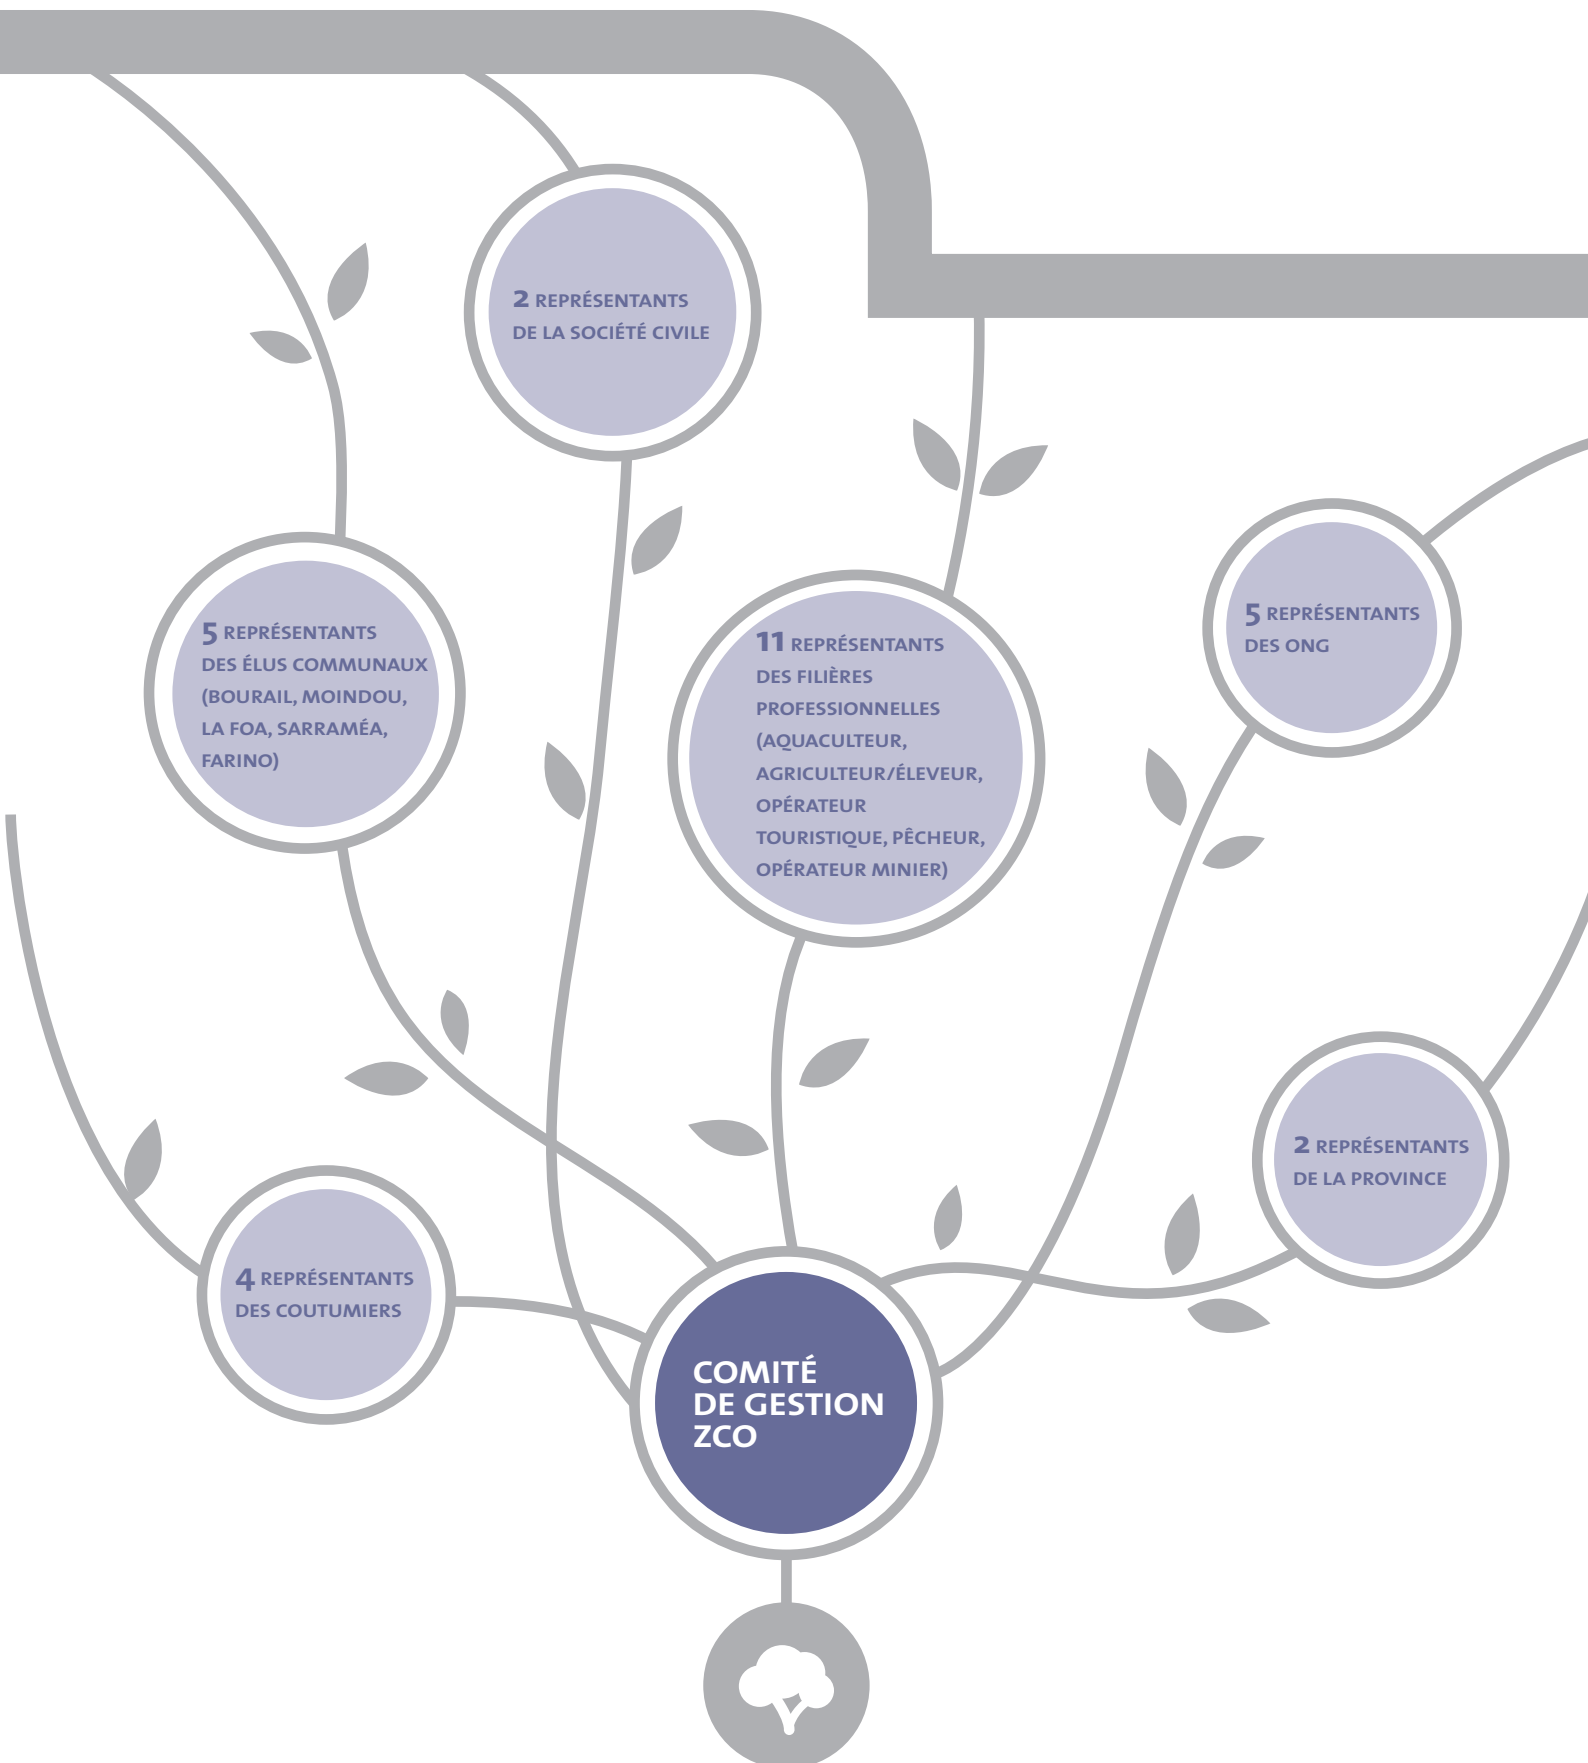 2 REPRÉSENTANTS
DE LA SOCIÉTÉ CIVILE
5 REPRÉSENTANTS
DES ÉLUS COMMUNAUX
(BOURAIL, MOINDOU,
LA FOA, SARRAMÉA,
FARINO)
11 REPRÉSENTANTS
DES FILIÈRES
PROFESSIONNELLES
(AQUACULTEUR,
AGRICULTEUR/ÉLEVEUR,
OPÉRATEUR
TOURISTIQUE, PÊCHEUR,
OPÉRATEUR MINIER)
5 REPRÉSENTANTS
DES ONG
2 REPRÉSENTANTS
DE LA PROVINCE
4 REPRÉSENTANTS
DES COUTUMIERS
COMITÉ
DE GESTION
ZCO